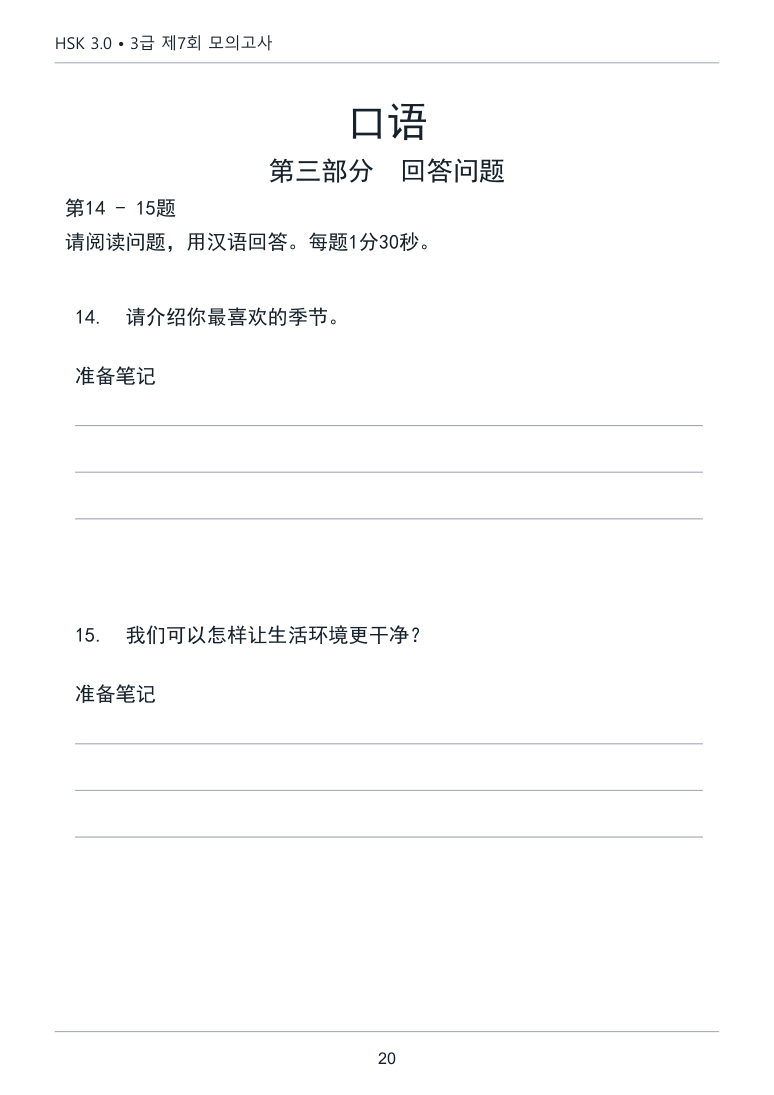 HSK 3.0 • 3급 제7회 모의고사
口语
第三部分　回答问题
第14 - 15题
请阅读问题，用汉语回答。每题1分30秒。
14.　请介绍你最喜欢的季节。
准备笔记
15.　我们可以怎样让生活环境更干净？
准备笔记
20